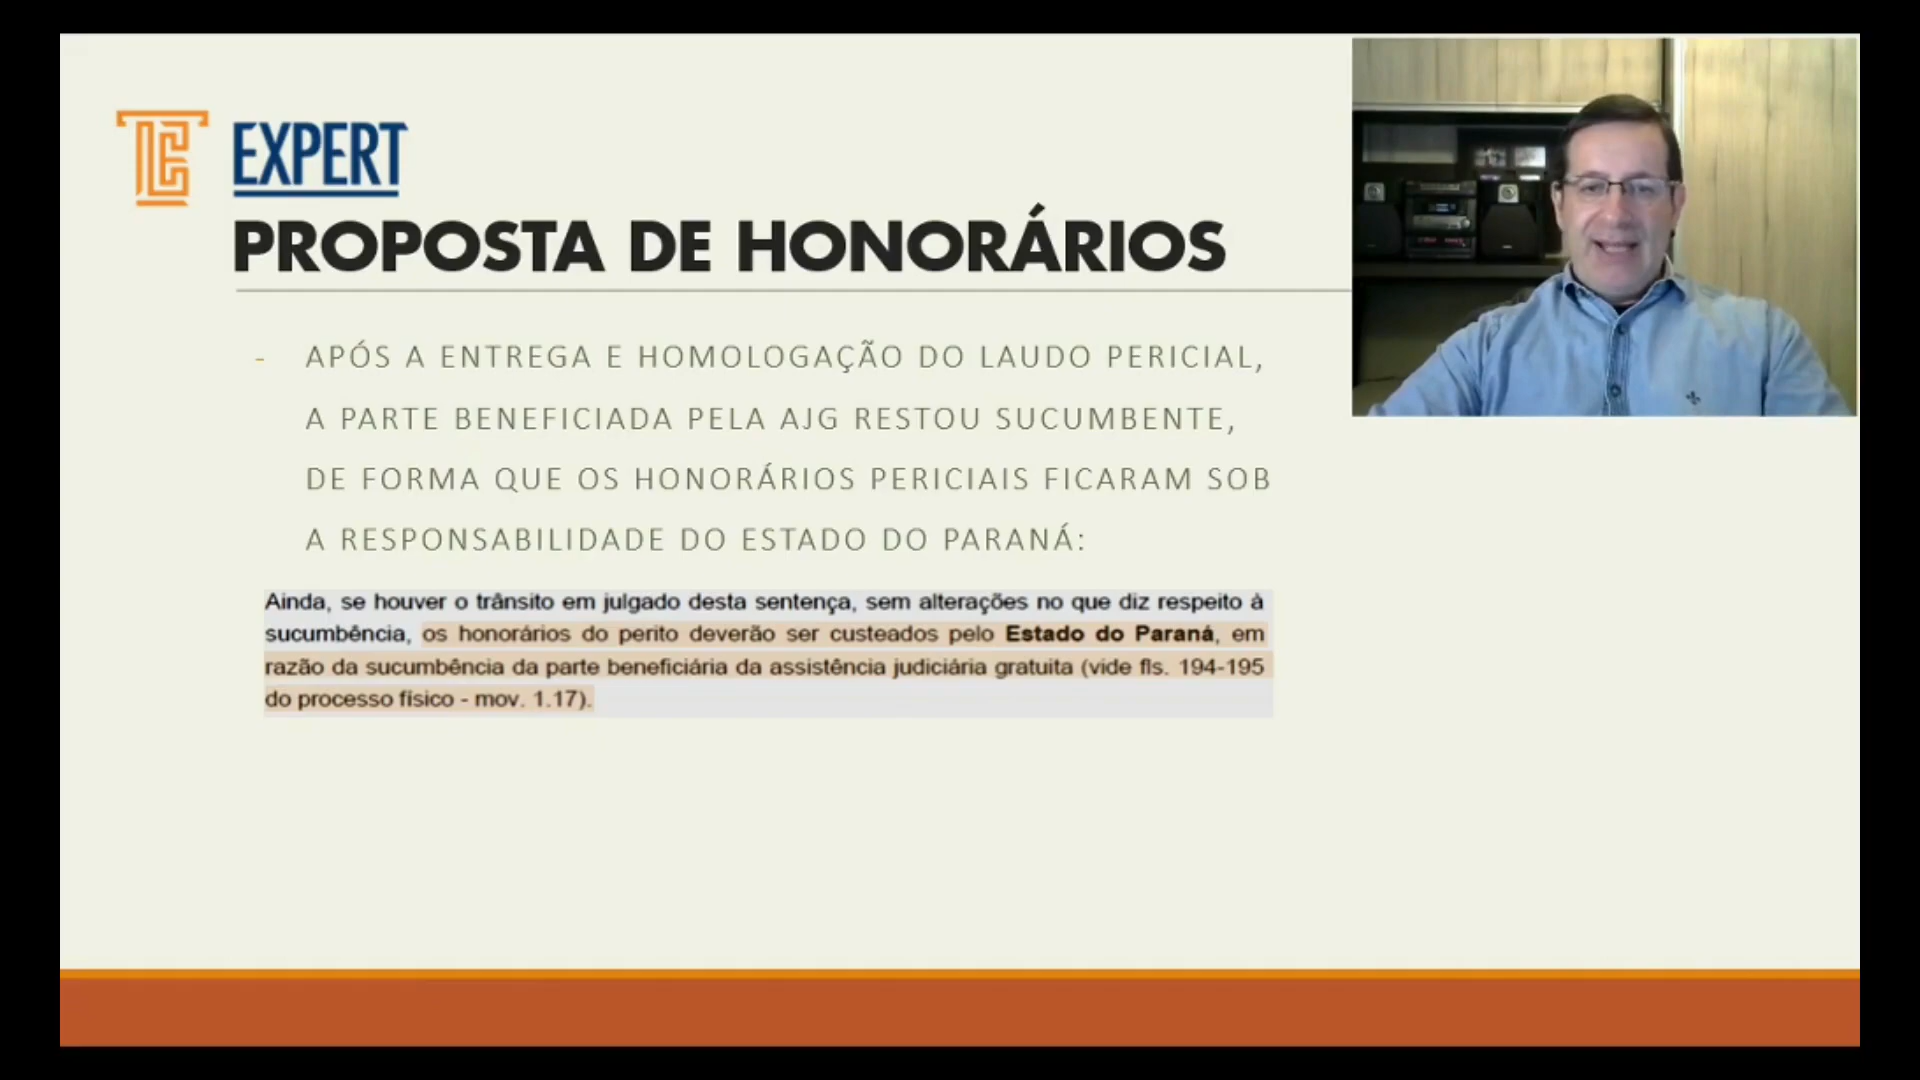 EXPERT
PROPOSTA DE HONORÁRIOS
- APÓS A ENTREGA E HOMOLOGAÇÃO DO LAUDO PERICIAL,
A PARTE BENEFICIADA PELA AJG RESTOU SUCUMBENTE,
DE FORMA QUE OS HONORÁRIOS PERICIAIS FICARAM SOB
A RESPONSABILIDADE DO ESTADO DO PARANÁ:
Ainda, se houver o trânsito em julgado desta sentença, sem alterações no que diz respeito à
sucumbência, os honorários do perito deverão ser custeados pelo Estado do Paraná, em
razão da sucumbência da parte beneficiária da assistência judiciária gratuita (vide fls. 194-195
do processo físico - mov. 1.17).